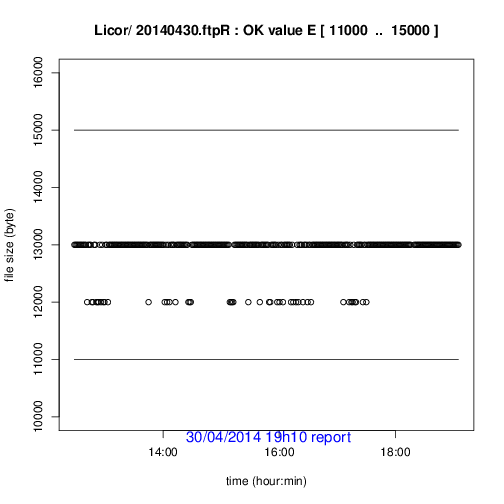 Licor/ 20140430.ftpR : OK value E [ 11000  ..  15000 ]
file size (byte)
16000
15000
14000
13000
12000
11000
10000
30/04/2014 19h10 report
14:00 16:00 18:00
time (hour:min)